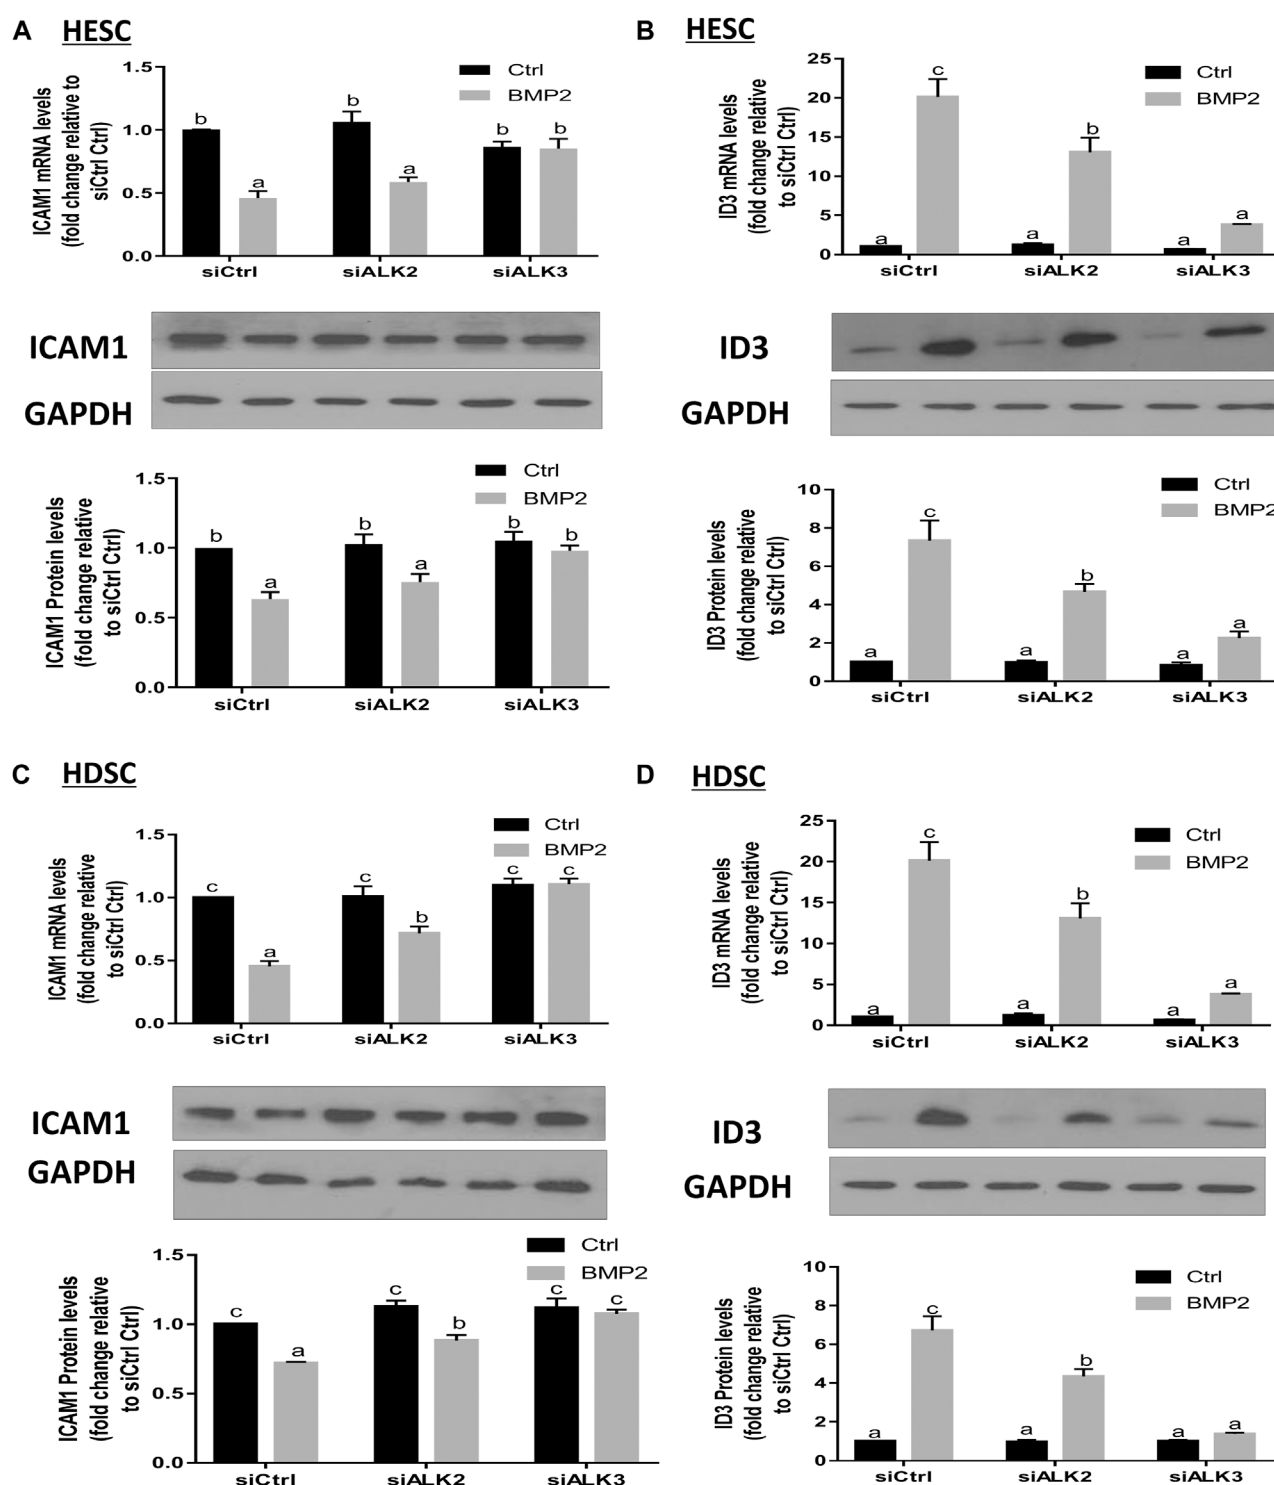 A HESC
ICAM1 mRNA levels
(fold change relative to
siCtrl Ctrl)
1.5
1.0
0.5
0.0
Ctrl
BMP2
b
a
b
a
b
b
siCtrl
siALK2
siALK3
ICAM1
GAPDH
ICAM1 Protein levels
(fold change relative
to siCtrl Ctrl)
1.5
1.0
0.5
0.0
Ctrl
BMP2
b
a
b
a
b
b
siCtrl
siALK2
siALK3
B HESC
ID3 mRNA levels
(fold change relative
to siCtrl Ctrl)
25
20
15
10
5
0
Ctrl
BMP2
a
c
a
b
a
a
siCtrl
siALK2
siALK3
ID3
GAPDH
ID3 Protein levels
(fold change relative
to siCtrl Ctrl)
10
8
6
4
2
0
Ctrl
BMP2
a
c
a
b
a
a
siCtrl
siALK2
siALK3
C HDSC
ICAM1 mRNA levels
(fold change relative
to siCtrl Ctrl)
1.5
1.0
0.5
0.0
Ctrl
BMP2
c
a
c
b
c
c
siCtrl
siALK2
siALK3
ICAM1
GAPDH
ICAM1 Protein levels
(fold change relative
to siCtrl Ctrl)
1.5
1.0
0.5
0.0
Ctrl
BMP2
c
a
c
b
c
c
siCtrl
siALK2
siALK3
D HDSC
ID3 mRNA levels
(fold change relative
to siCtrl Ctrl)
25
20
15
10
5
0
Ctrl
BMP2
a
c
a
b
a
a
siCtrl
siALK2
siALK3
ID3
GAPDH
ID3 Protein levels
(fold change relative
to siCtrl Ctrl)
10
8
6
4
2
0
Ctrl
BMP2
a
c
a
b
a
a
siCtrl
siALK2
siALK3